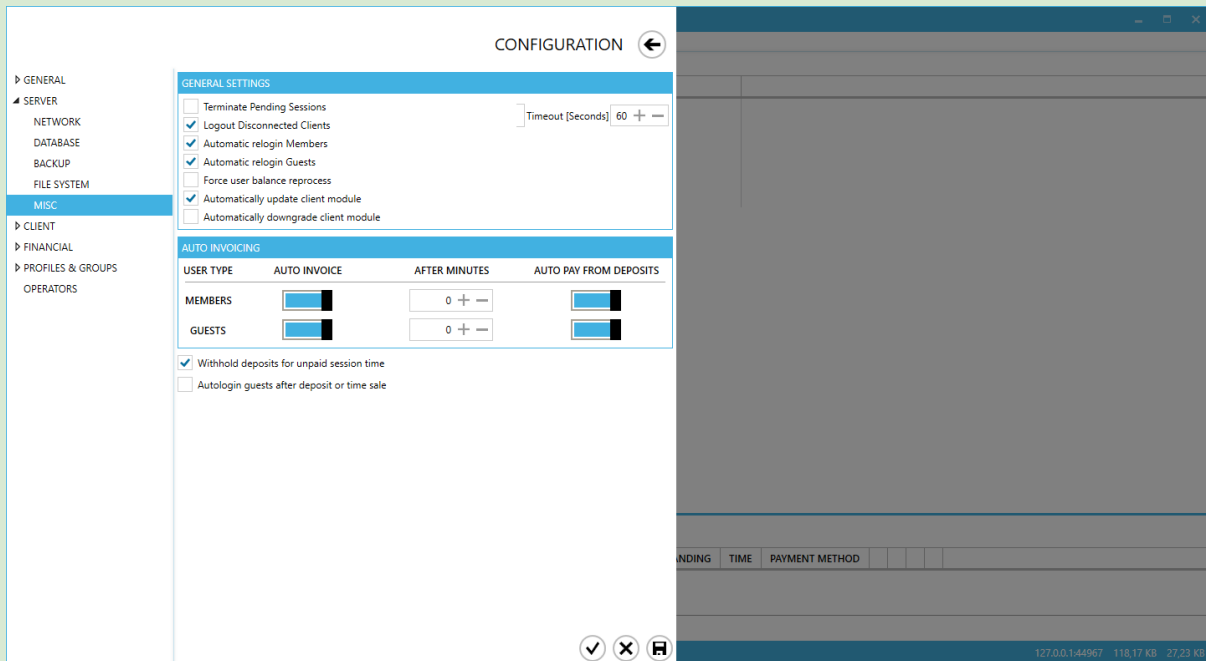 CONFIGURATION
GENERAL
SERVER
NETWORK
DATABASE
BACKUP
FILE SYSTEM
MISC
CLIENT
FINANCIAL
PROFILES & GROUPS
OPERATORS
GENERAL SETTINGS
Terminate Pending Sessions
Logout Disconnected Clients
Timeout [Seconds] 60
Automatic relogin Members
Automatic relogin Guests
Force user balance reprocess
Automatically update client module
Automatically downgrade client module
AUTO INVOICING
USER TYPE AUTO INVOICE AFTER MINUTES AUTO PAY FROM DEPOSITS
MEMBERS 0
GUESTS 0
Withhold deposits for unpaid session time
Autologin guests after deposit or time sale
NDING TIME PAYMENT METHOD
127.0.0.1:44967 118,17 KB 27,23 KB